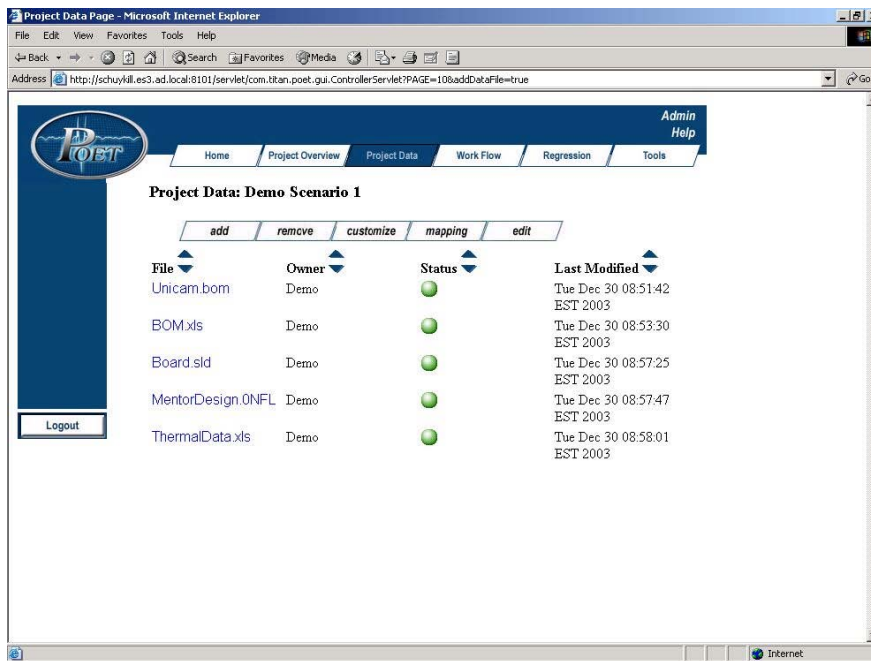 Project Data Page - Microsoft Internet Explorer
File Edit View Favorites Tools Help
Back Search Favorites Media
Address http://schuykill.es3.ad.local:8101/servlet/com.titan.poet.gui.ControllerServlet?PAGE=10&addDataFile=true Go
Admin
Help
POET
Home Project Overview Project Data Work Flow Regression Tools
Project Data: Demo Scenario 1
add remove customize mapping edit
File Owner Status Last Modified
Unicam.bom Demo Tue Dec 30 08:51:42
EST 2003
BOM.xls Demo Tue Dec 30 08:53:30
EST 2003
Board.sld Demo Tue Dec 30 08:57:25
EST 2003
MentorDesign.0NFL Demo Tue Dec 30 08:57:47
EST 2003
Logout
ThermalData.xls Demo Tue Dec 30 08:58:01
EST 2003
Internet